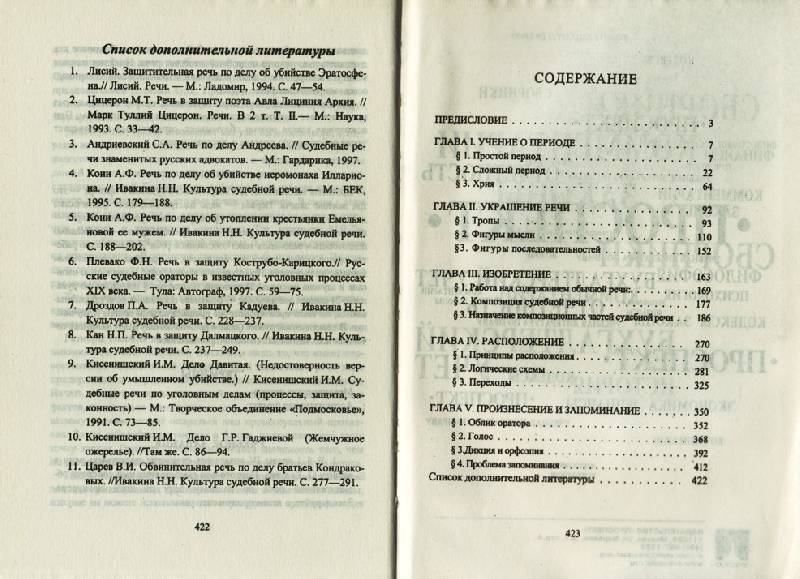 Список дополнительной литературы
1. Лисий. Защитительная речь по делу об убийстве Эратосфе-
на.// Лисий. Речи. — М.: Ладомир, 1994. С. 47—54.
2. Цицерон М.Т. Речь в защиту поэта Авла Лициния Архия. //
Марк Туллий Цицерон. Речи. В 2 т. Т. II.— М.: Наука,
1993. С. 33—42.
3. Андриевский С.А. Речь по делу Андреева. // Судебные ре-
чи знаменитых русских адвокатов. — М.: Гардарика, 1997.
4. Кони А.Ф. Речь по делу об убийстве иеромонаха Илларио-
на. // Ивакина Н.Н. Культура судебной речи. — М.: БЕК,
1995. С. 179—188.
5. Кони А.Ф. Речь по делу об утоплении крестьянки Емелья-
новой ее мужем. // Ивакина Н.Н. Культура судебной речи.
С. 188—202.
6. Плевако Ф.Н. Речь в защиту Кострубо-Карицкого.// Рус-
ские судебные ораторы в известных уголовных процессах
XIX века. — Тула: Автограф, 1997. С. 59—75.
7. Дроздов П.А. Речь в защиту Кадуева. // Ивакина Н.Н.
Культура судебной речи. С. 228—237.
8. Кан Н.П. Речь в защиту Далмацкого. // Ивакина Н.Н. Куль-
тура судебной речи. С. 237—249.
9. Киссинишский И.М. Дело Давитая. (Недостоверность вер-
сии об умышленном убийстве.) // Кисенишский И.М. Су-
дебные речи по уголовным делам (процессы, защита, за-
конность) — М.: Творческое объединение «Подмосковье»,
1991. С. 73—85.
10. Киссенишский И.М. Дело Г.Р. Гаджиевой (Жемчужное
ожерелье). //Там же. С. 86—94.
11. Царев В.И. Обвинительная речь по делу братьев Кондрако-
вых. //Ивакина Н.Н. Культура судебной речи. С. 277—291.
422
СОДЕРЖАНИЕ
ПРЕДИСЛОВИЕ 3
ГЛАВА I. УЧЕНИЕ О ПЕРИОДЕ 7
§ 1. Простой период 7
§ 2. Сложный период 22
§ 3. Хрия 64
ГЛАВА II. УКРАШЕНИЕ РЕЧИ 92
§ 1 Тропы 93
§ 2. Фигуры мысли 110
§3. Фигуры последовательностей 152
ГЛАВА III. ИЗОБРЕТЕНИЕ 163
§ 1. Работа над содержанием обычной речи: 169
§ 2. Композиция судебной речи 177
§ 3. Назначение композиционных частей судебной речи 186
ГЛАВА IV. РАСПОЛОЖЕНИЕ 270
§ 1. Принципы расположения 270
§ 2. Логические схемы 281
§ 3. Переходы 325
ГЛАВА V. ПРОИЗНЕСЕНИЕ И ЗАПОМИНАНИЕ 350
§ 1. Облик оратора 352
§ 2. Голос 368
§ 3.Дикция и орфоэпия 392
§ 4. Проблема запоминания 412
Список дополнительной литературы 422
423